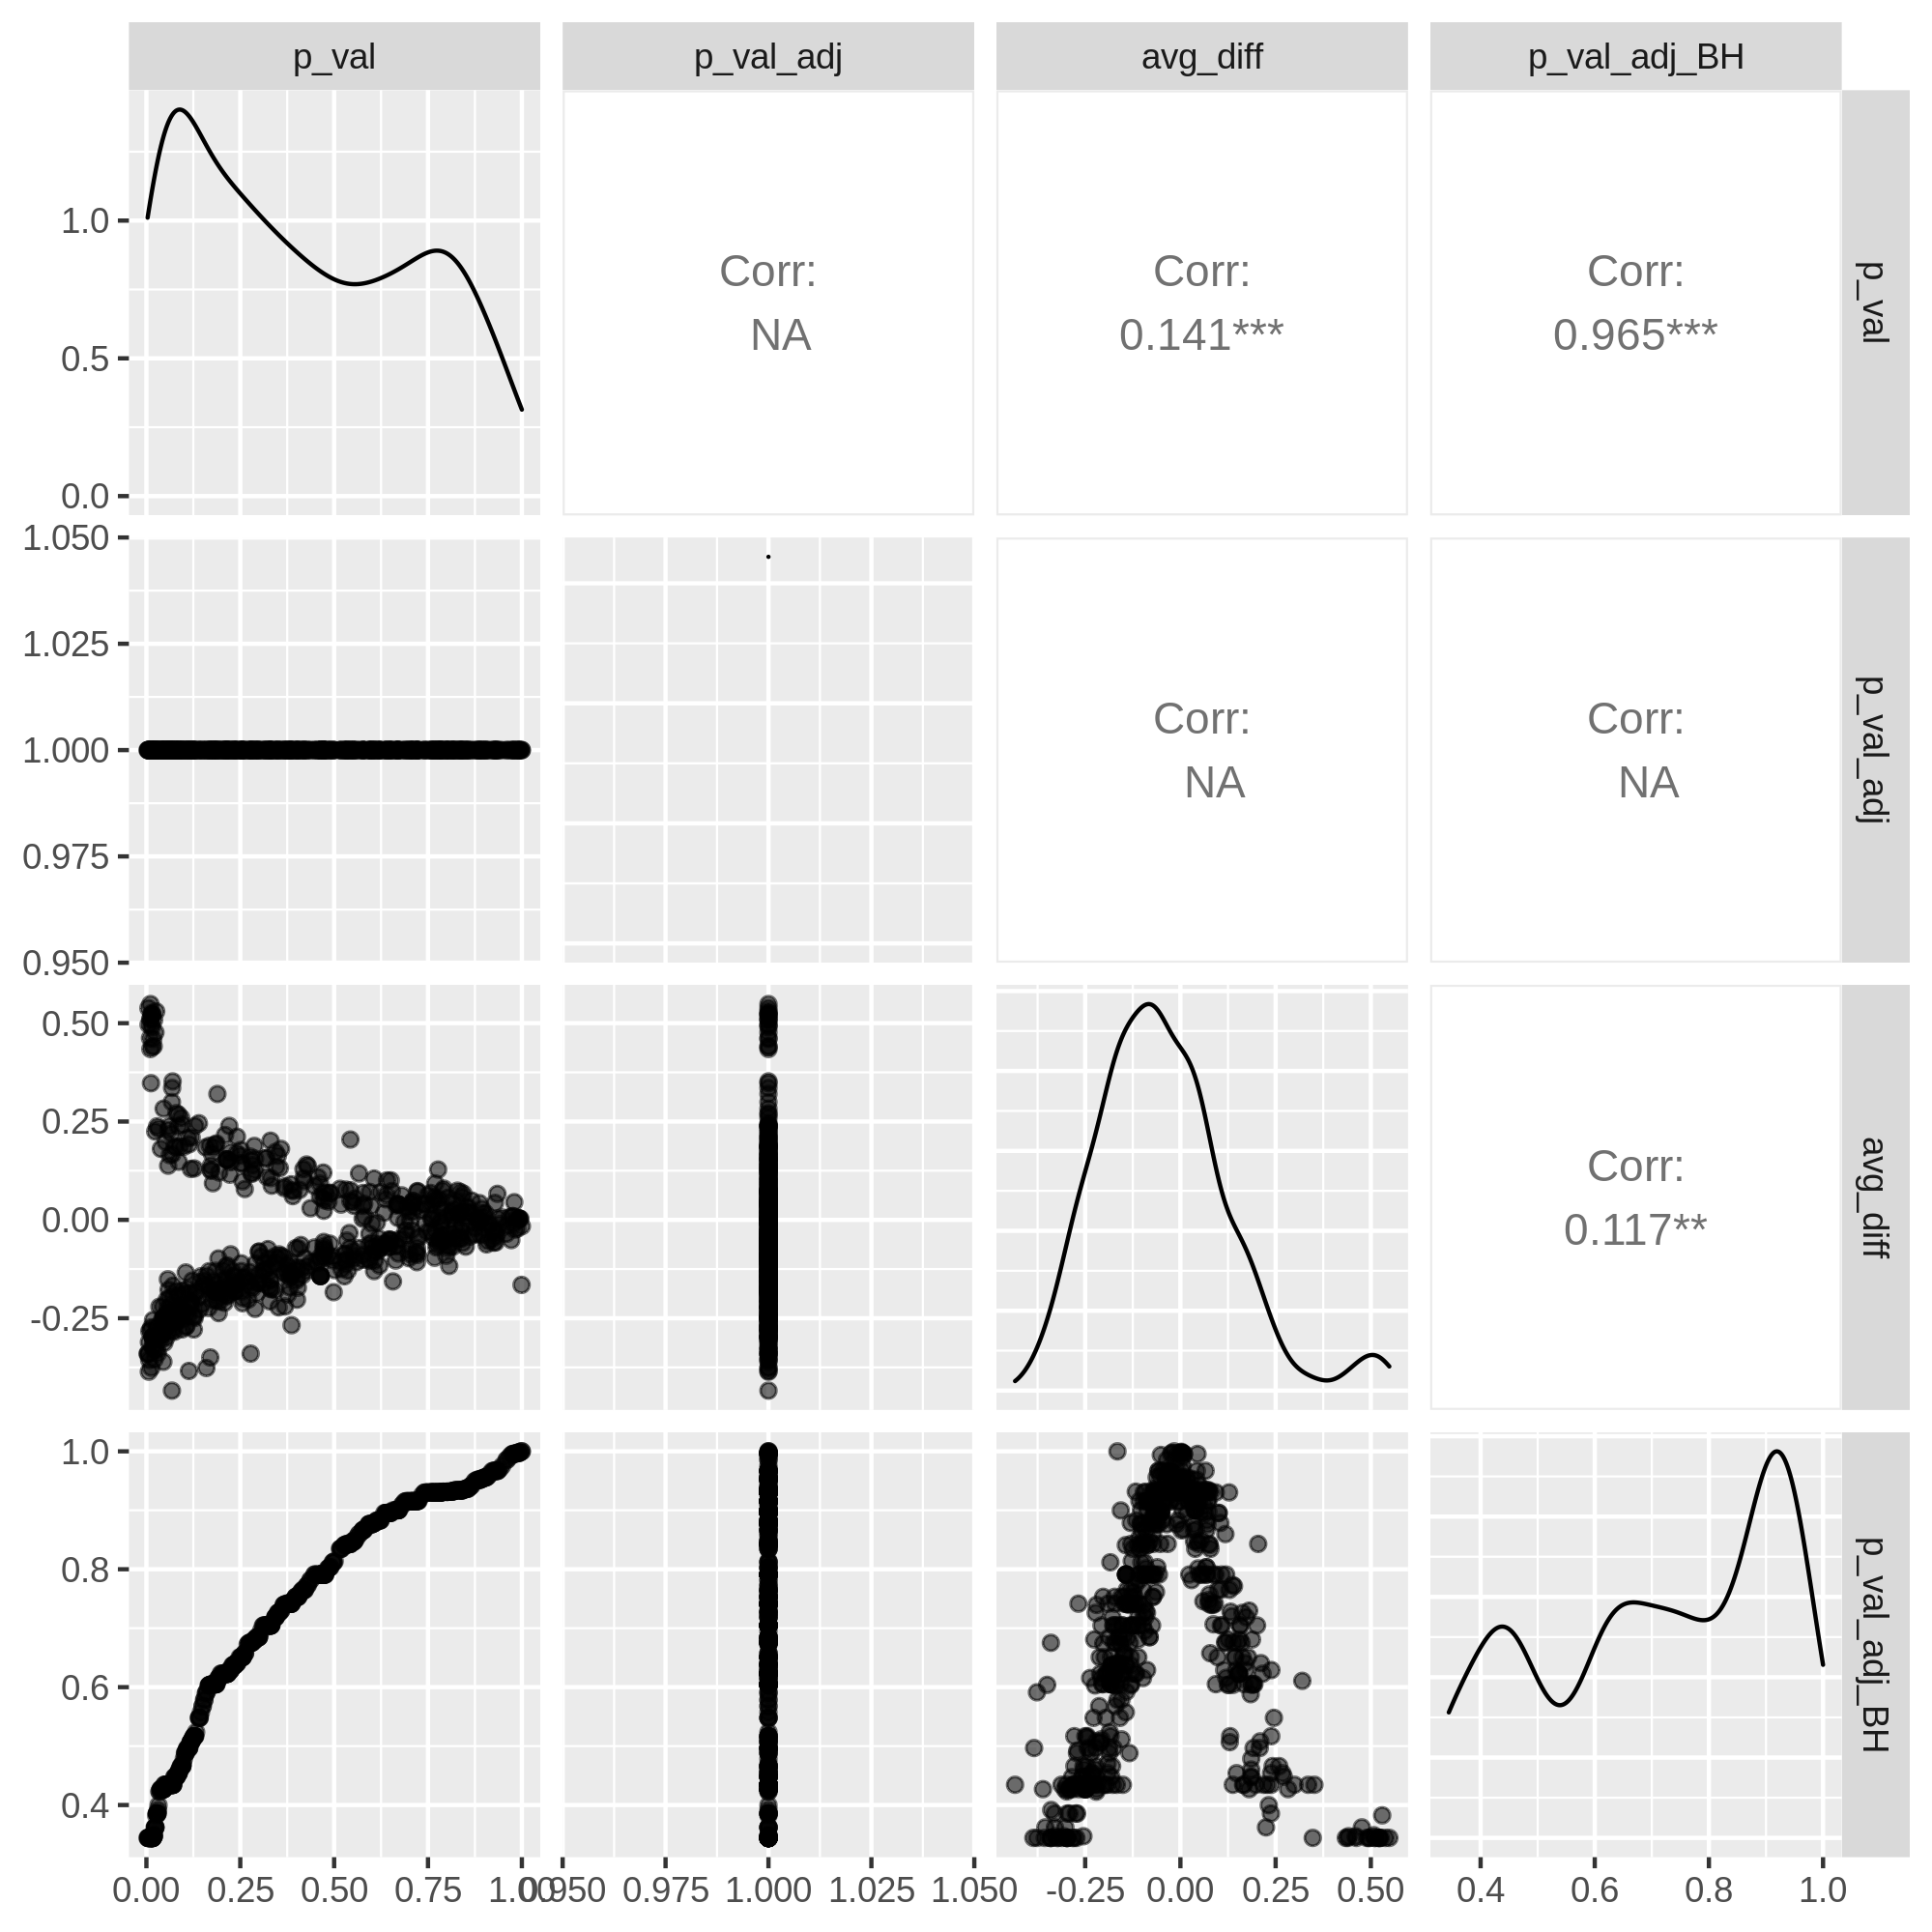 p_val
p_val_adj
avg_diff
p_val_adj_BH
1.0
0.5
0.0
Corr:
NA
Corr:
0.141***
Corr:
0.965***
p_val
1.050
1.025
1.000
0.975
0.950
Corr:
NA
Corr:
NA
p_val_adj
0.50
0.25
0.00
-0.25
Corr:
0.117**
avg_diff
1.0
0.8
0.6
0.4
p_val_adj_BH
0.00 0.25 0.50 0.75 1.00
0.950 0.975 1.000 1.025 1.050
-0.25 0.00 0.25 0.50
0.4 0.6 0.8 1.0